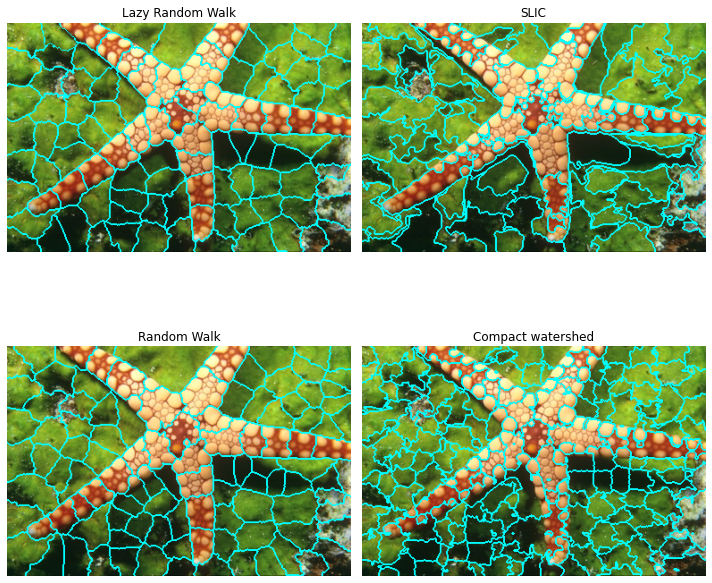 Lazy Random Walk
SLIC
Random Walk
Compact watershed